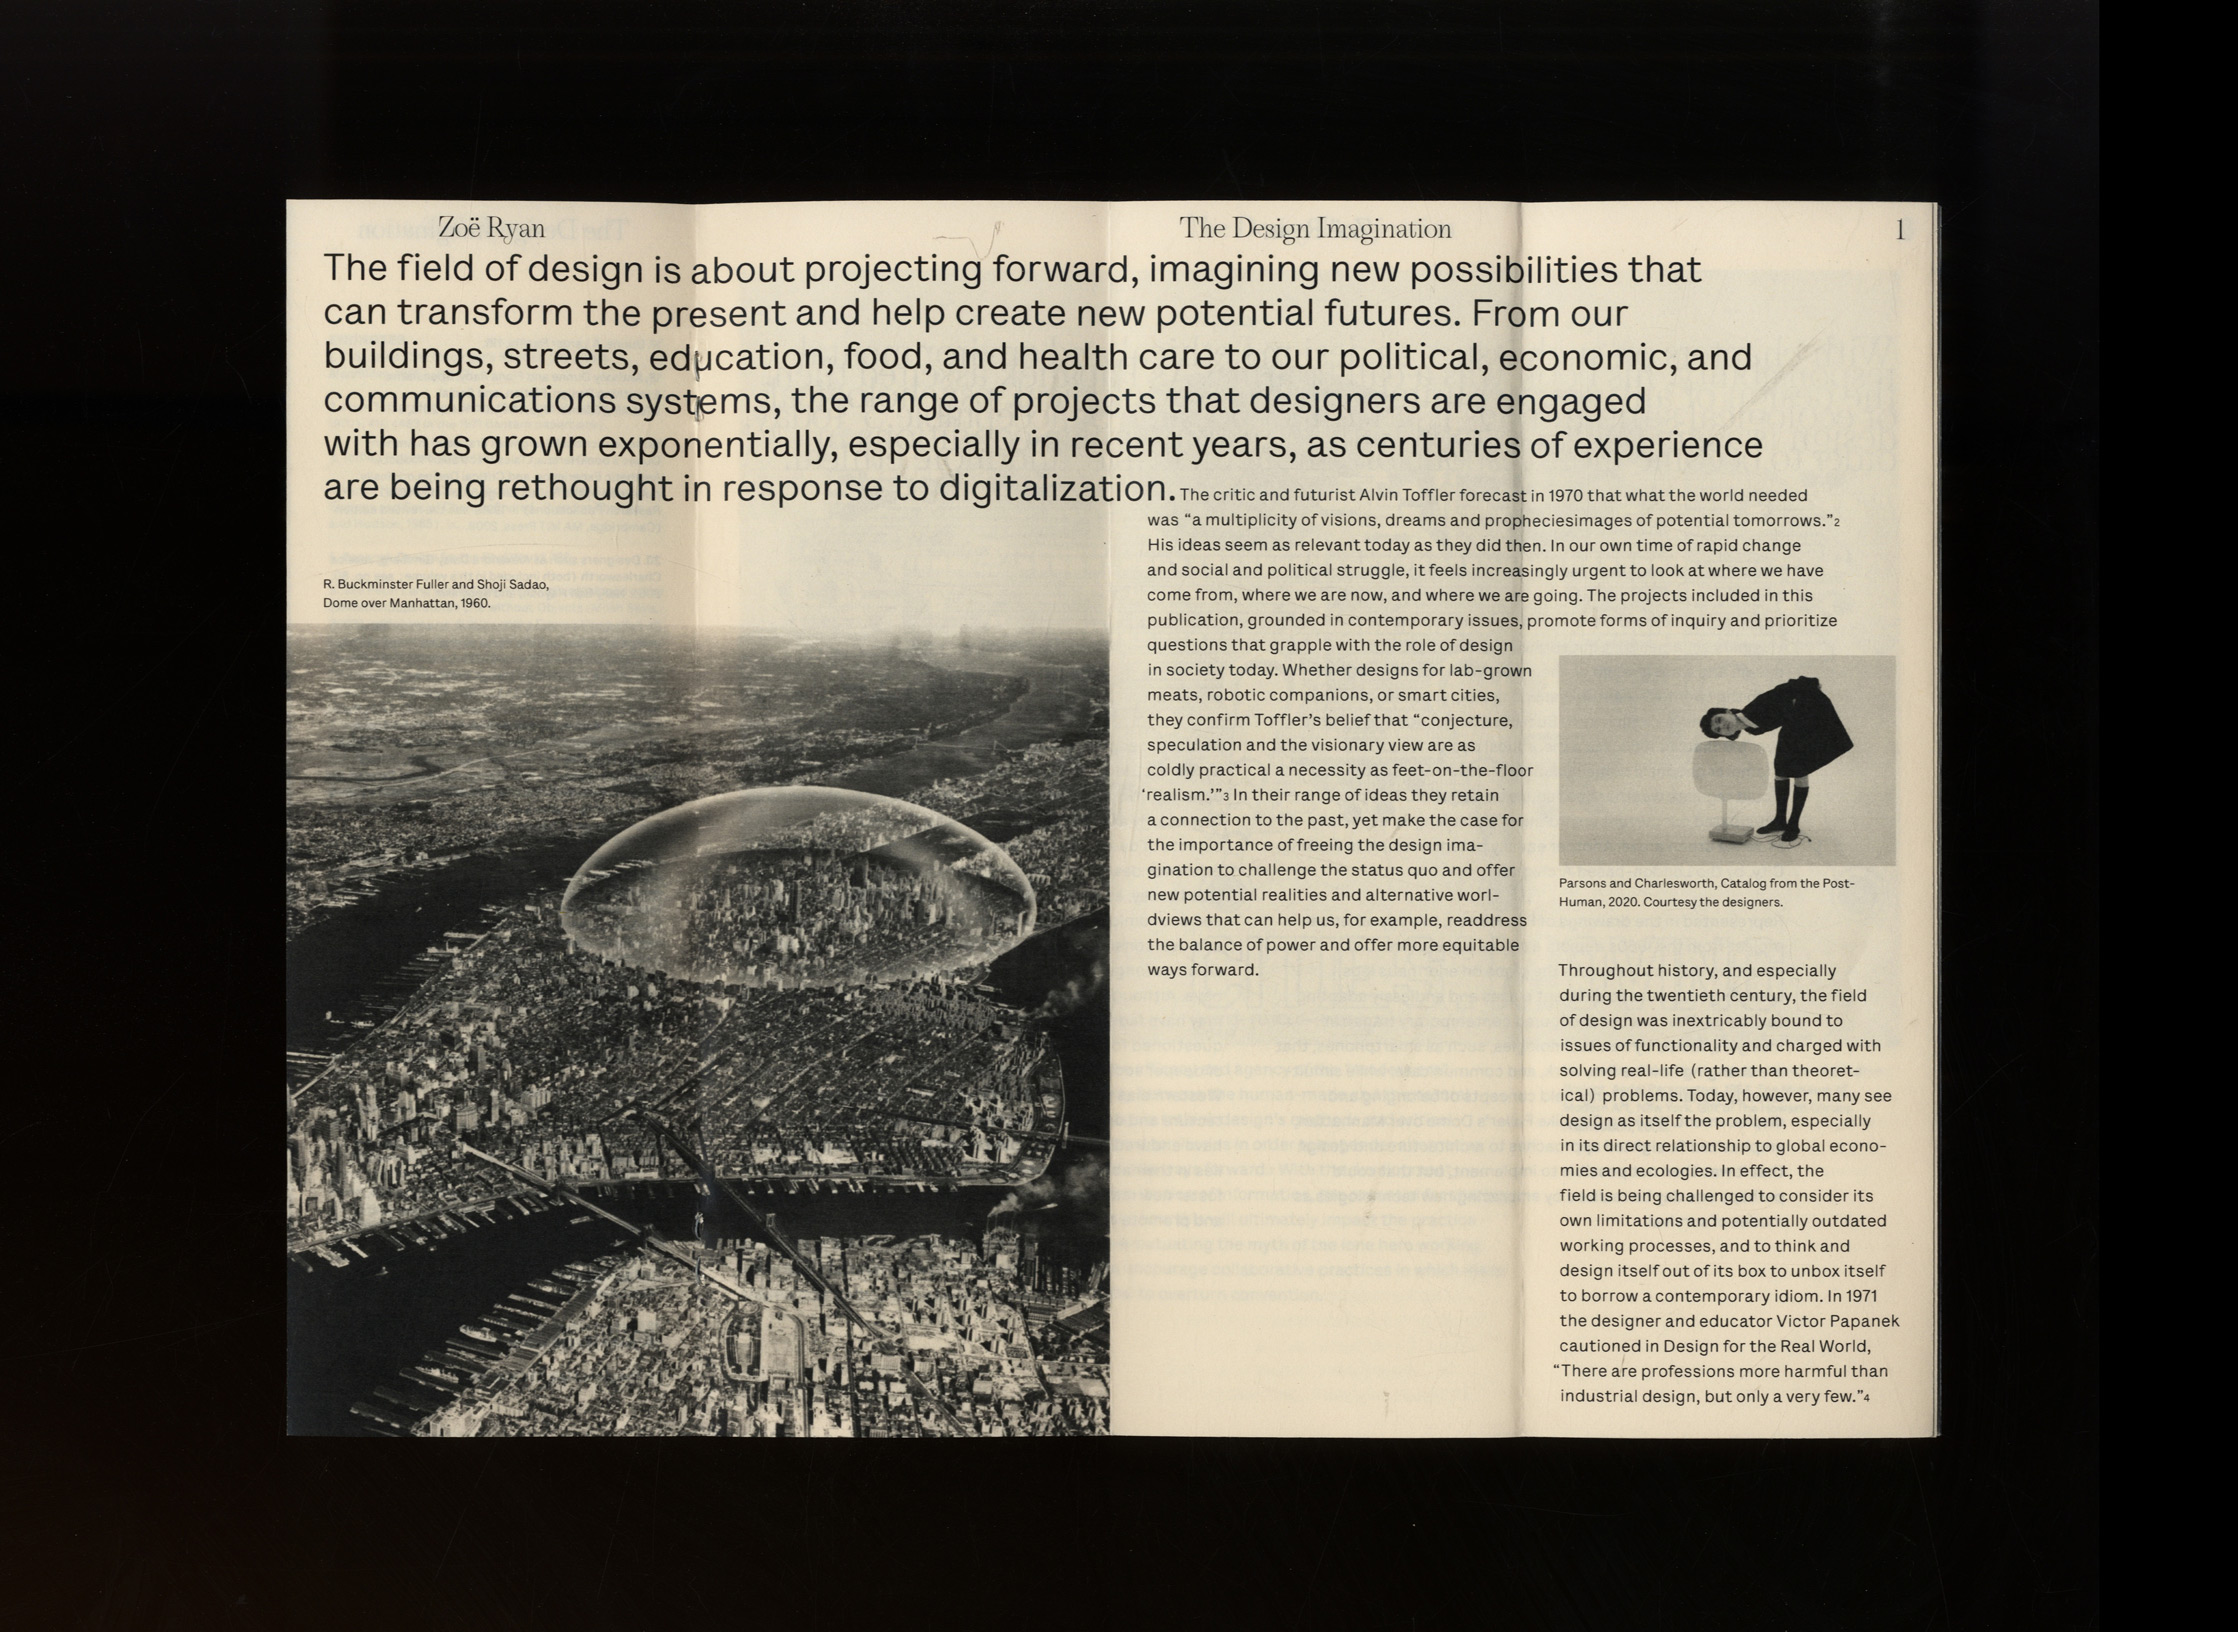 Zoë Ryan
The Design Imagination
1
The field of design is about projecting forward, imagining new possibilities that
can transform the present and help create new potential futures. From our
buildings, streets, education, food, and health care to our political, economic, and
communications systems, the range of projects that designers are engaged
with has grown exponentially, especially in recent years, as centuries of experience
are being rethought in response to digitalization. The critic and futurist Alvin Toffler forecast in 1970 that what the world needed
was “a multiplicity of visions, dreams and propheciesimages of potential tomorrows.”2
His ideas seem as relevant today as they did then. In our own time of rapid change
and social and political struggle, it feels increasingly urgent to look at where we have
come from, where we are now, and where we are going. The projects included in this
publication, grounded in contemporary issues, promote forms of inquiry and prioritize
questions that grapple with the role of design
in society today. Whether designs for lab-grown
meats, robotic companions, or smart cities,
they confirm Toffler’s belief that “conjecture,
speculation and the visionary view are as
coldly practical a necessity as feet-on-the-floor
‘realism.’”3 In their range of ideas they retain
a connection to the past, yet make the case for
the importance of freeing the design ima-
gination to challenge the status quo and offer
new potential realities and alternative worl-
dviews that can help us, for example, readdress
the balance of power and offer more equitable
ways forward.
R. Buckminster Fuller and Shoji Sadao,
Dome over Manhattan, 1960.
Parsons and Charlesworth, Catalog from the Post-
Human, 2020. Courtesy the designers.
Throughout history, and especially
during the twentieth century, the field
of design was inextricably bound to
issues of functionality and charged with
solving real-life (rather than theoret-
ical) problems. Today, however, many see
design as itself the problem, especially
in its direct relationship to global econo-
mies and ecologies. In effect, the
field is being challenged to consider its
own limitations and potentially outdated
working processes, and to think and
design itself out of its box to unbox itself
to borrow a contemporary idiom. In 1971
the designer and educator Victor Papanek
cautioned in Design for the Real World,
“There are professions more harmful than
industrial design, but only a very few.”4